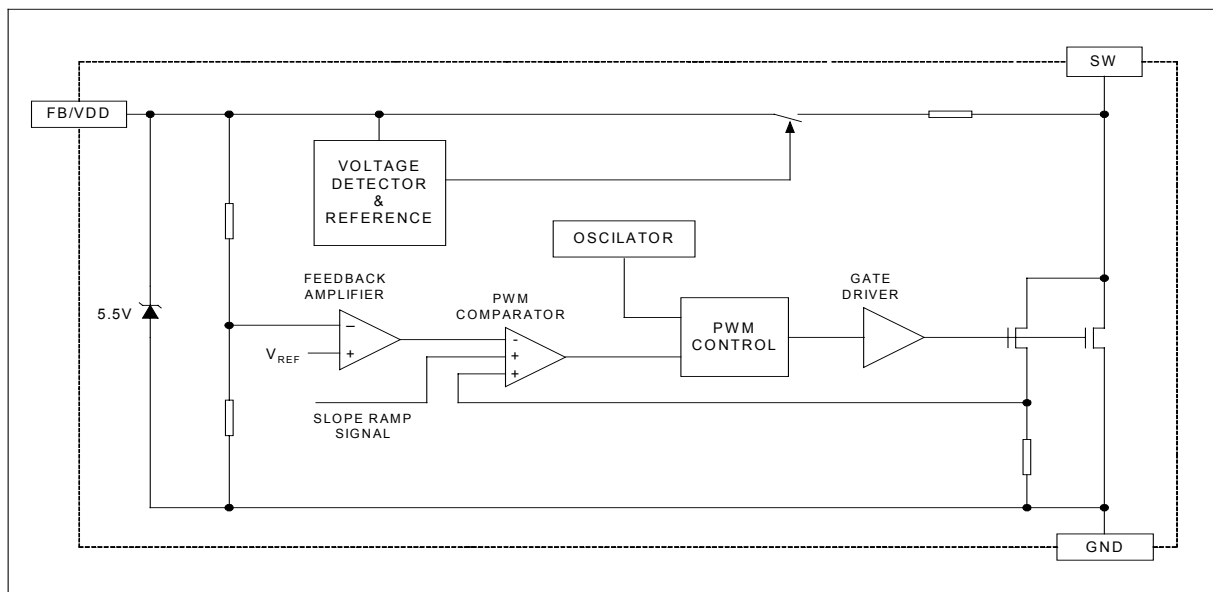 SW
FB/VDD
VOLTAGE
DETECTOR
&
REFERENCE
OSCILATOR
FEEDBACK
AMPLIFIER
PWM
COMPARATOR
GATE
DRIVER
5.5V
−
-
PWM
CONTROL
VREF
+
+
+
SLOPE RAMP
SIGNAL
GND